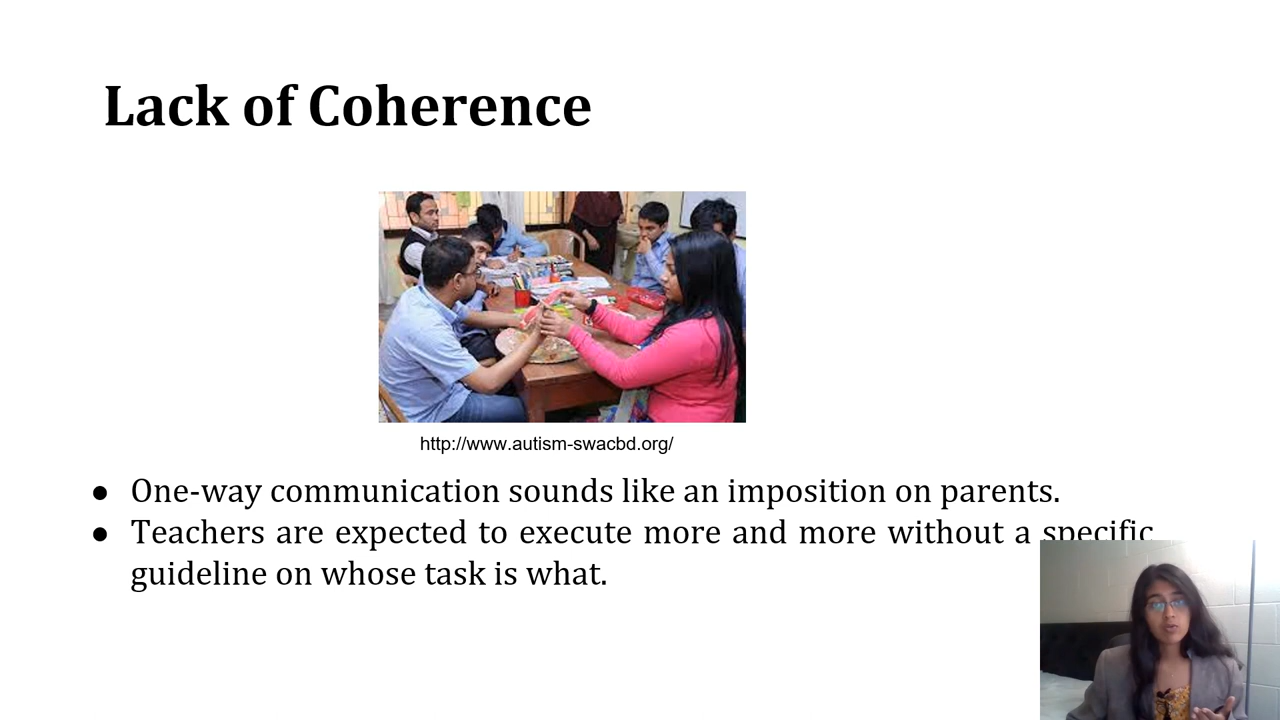 Lack of Coherence
http://www.autism-swacbd.org/
● One-way communication sounds like an imposition on parents.
● Teachers are expected to execute more and more without a specific
guideline on whose task is what.